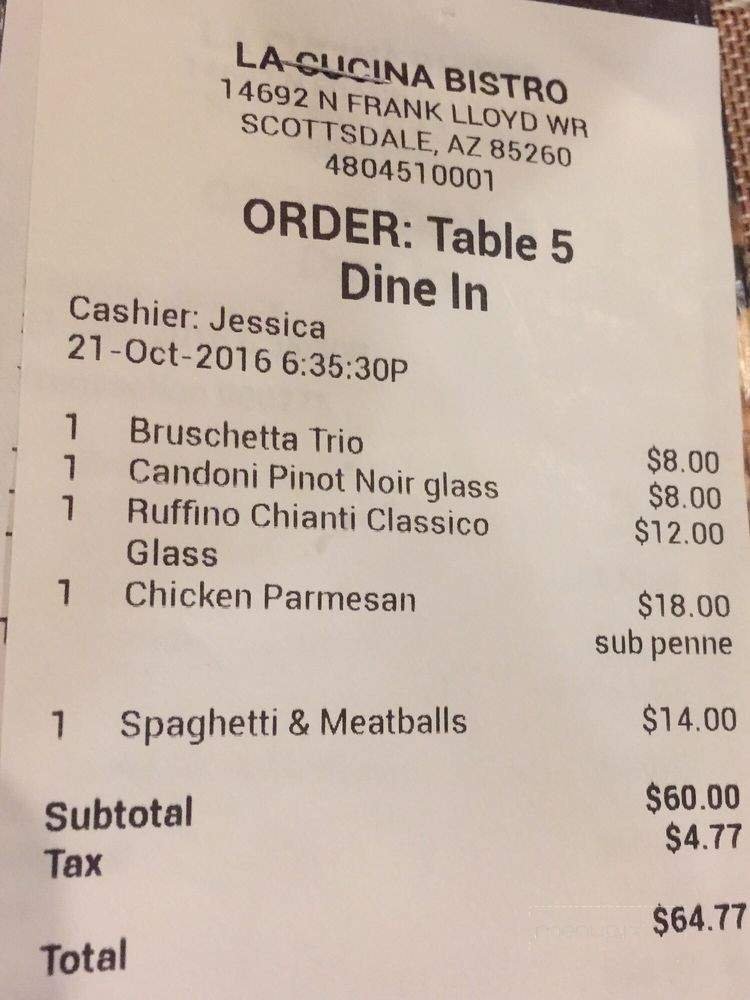 LA CUCINA BISTRO
14692 N FRANK LLOYD WR
SCOTTSDALE, AZ 85260
4804510001
ORDER: Table 5
Dine In
Cashier: Jessica
21-Oct-2016 6:35:30P
1 Bruschetta Trio $8.00
1 Candoni Pinot Noir glass $8.00
1 Ruffino Chianti Classico $12.00
Glass
1 Chicken Parmesan $18.00
sub penne
1 Spaghetti & Meatballs $14.00
Subtotal $60.00
Tax $4.77
Total $64.77